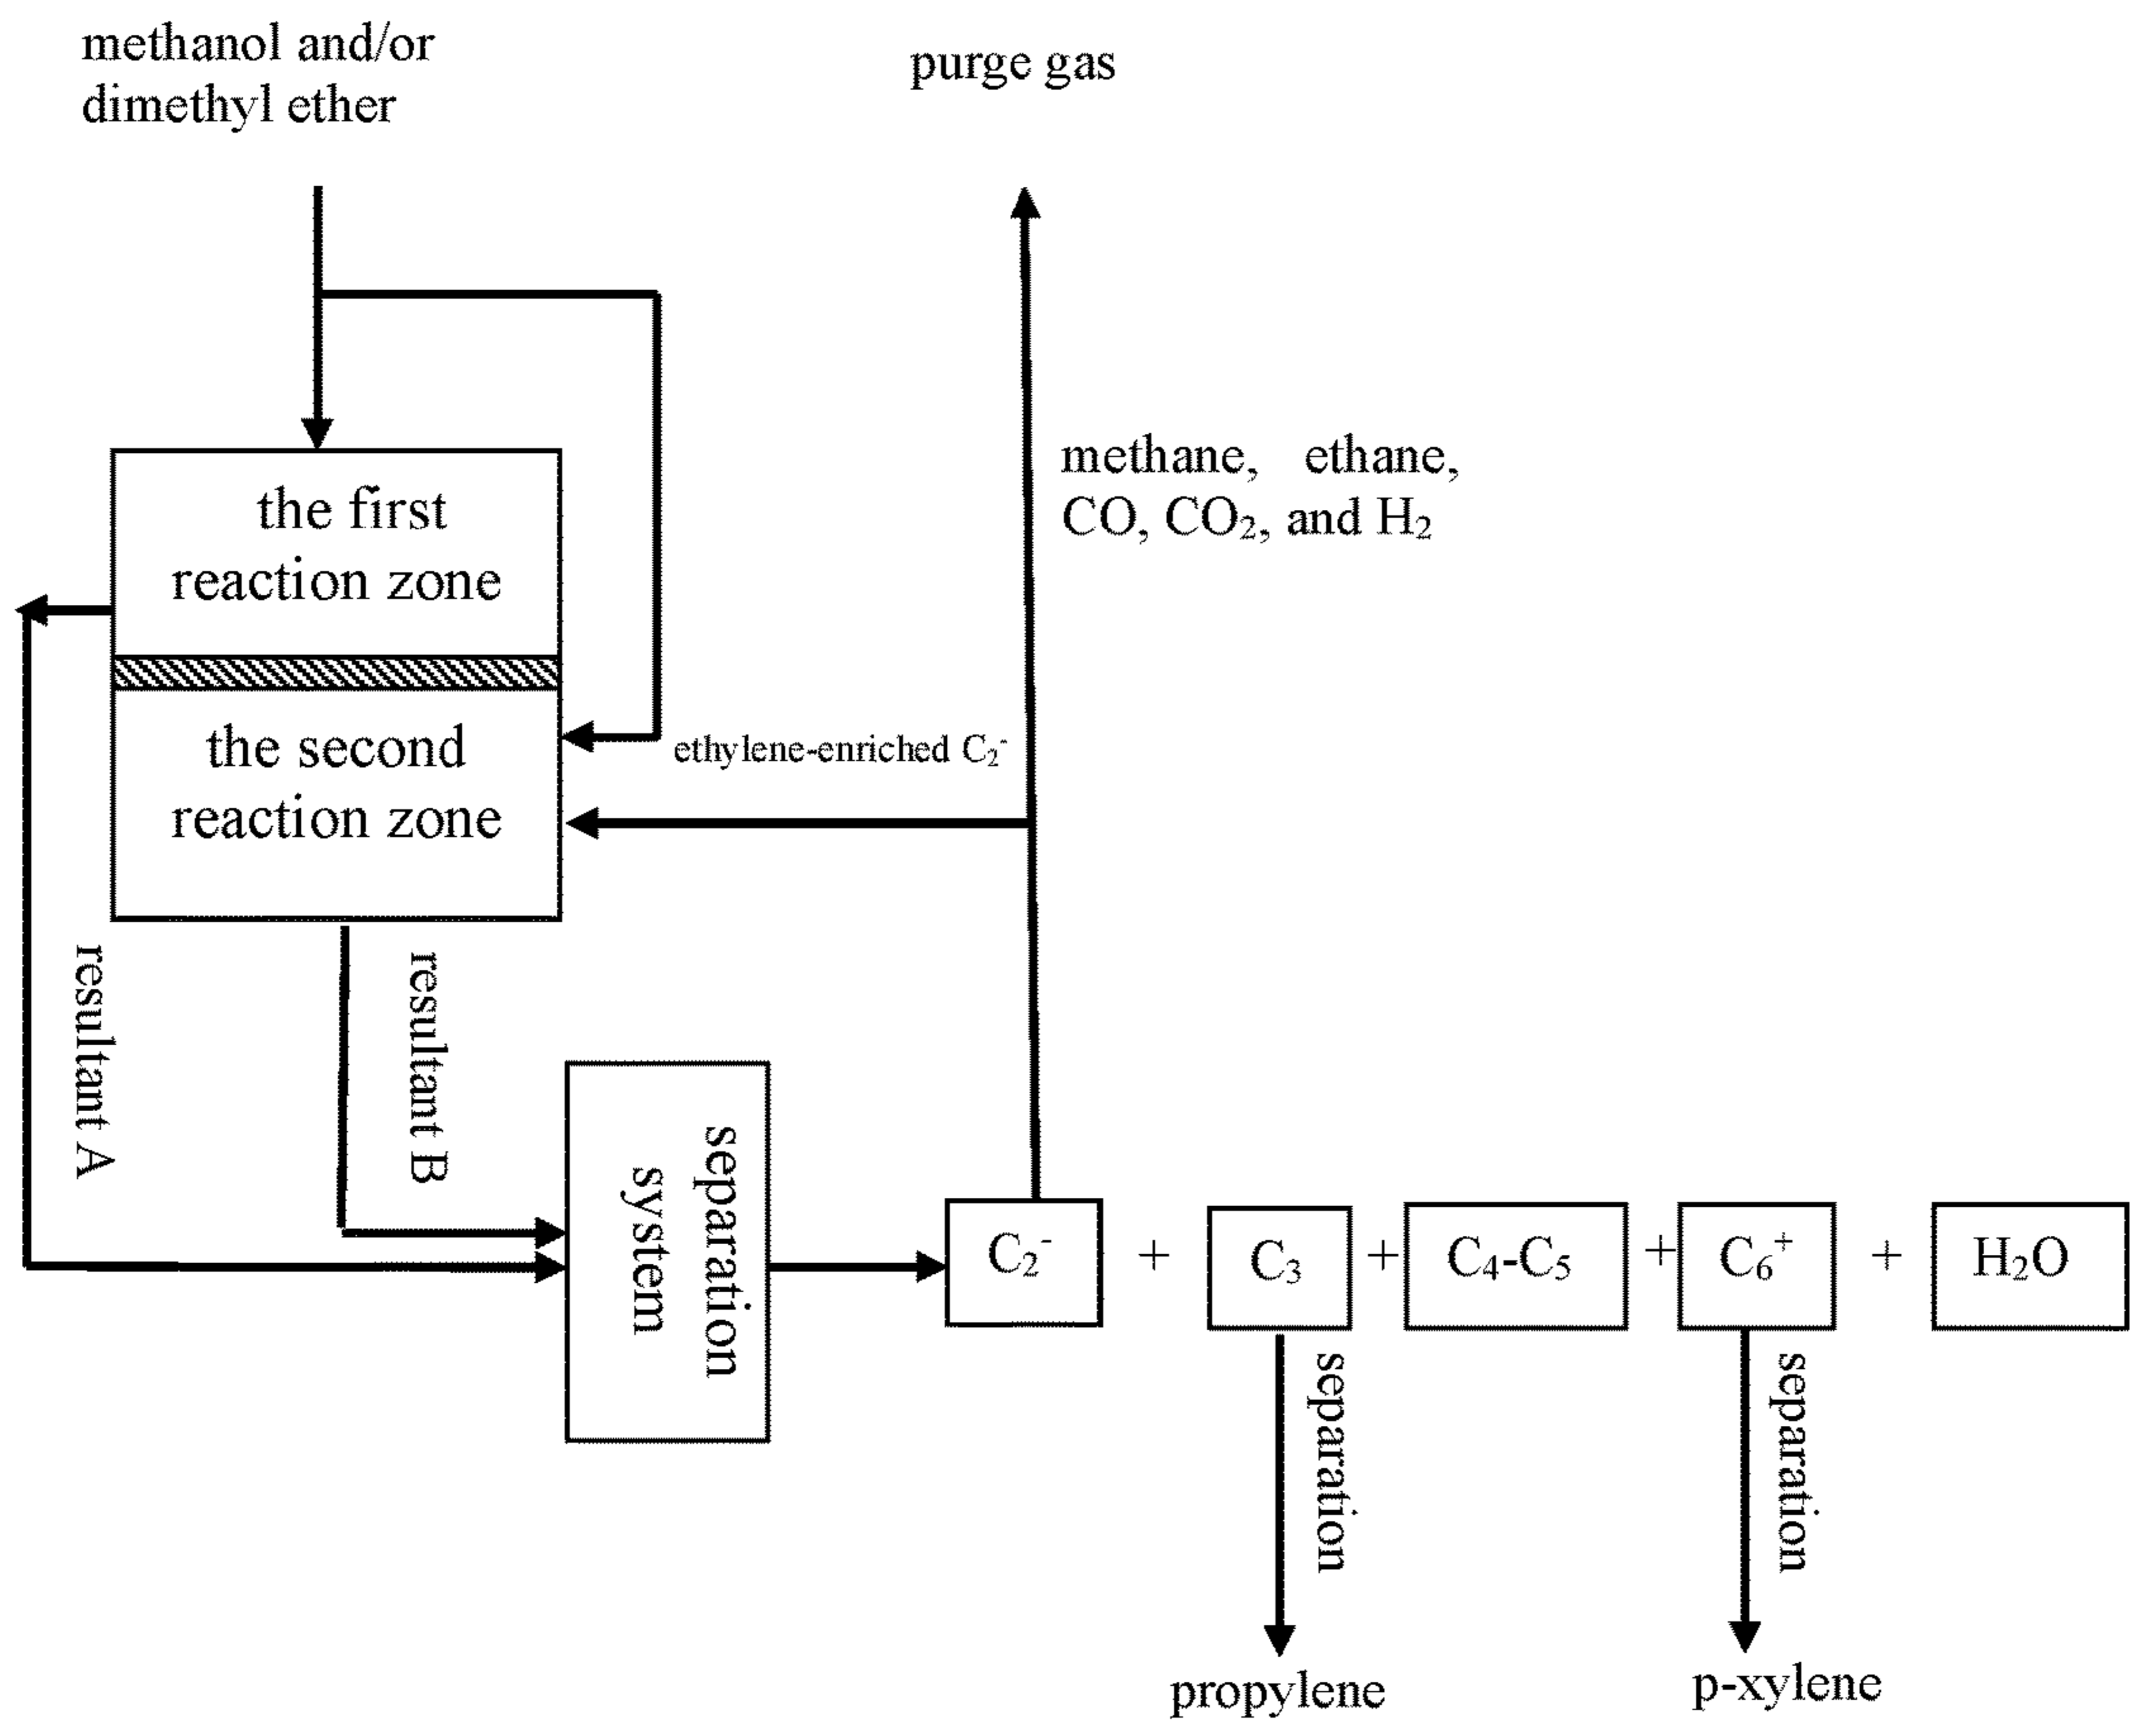 methanol and/or
dimethyl ether
purge gas
methane, ethane,
CO, CO₂, and H₂
the first
reaction zone
the second
reaction zone
ethylene-enriched C₂⁻
resultant A
resultant B
separation
system
C₂⁻ + C₃ + C₄-C₅ + C₆⁺ + H₂O
separation
separation
propylene
p-xylene